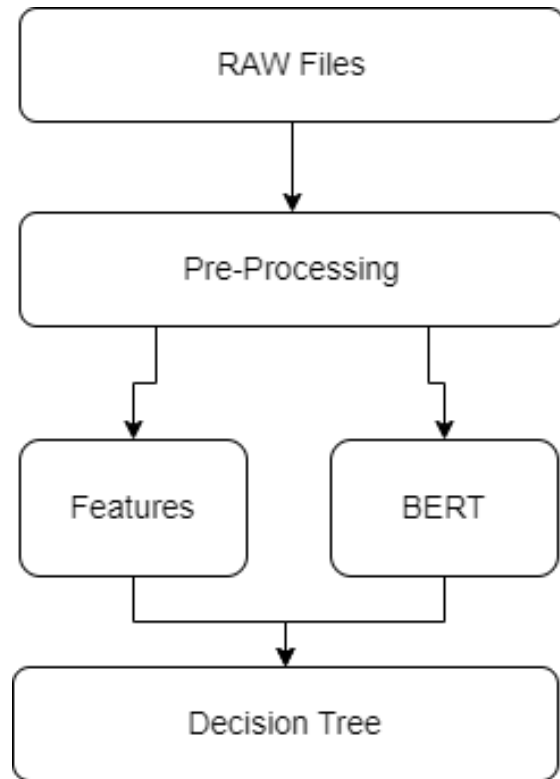 RAW Files
Pre-Processing
Features
BERT
Decision Tree